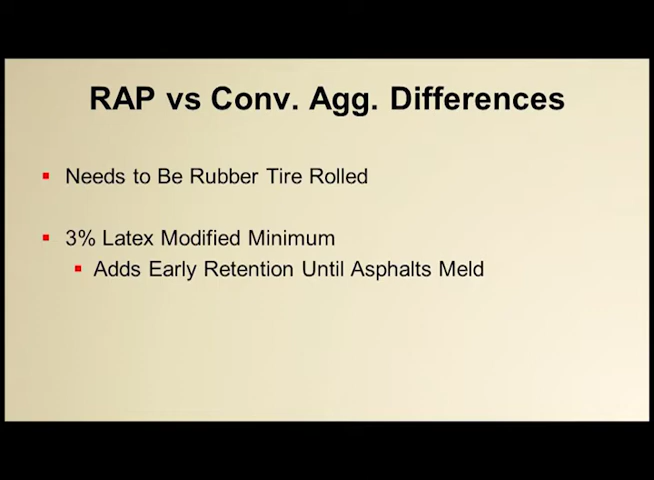 RAP vs Conv. Agg. Differences
Needs to Be Rubber Tire Rolled
3% Latex Modified Minimum
Adds Early Retention Until Asphalts Meld